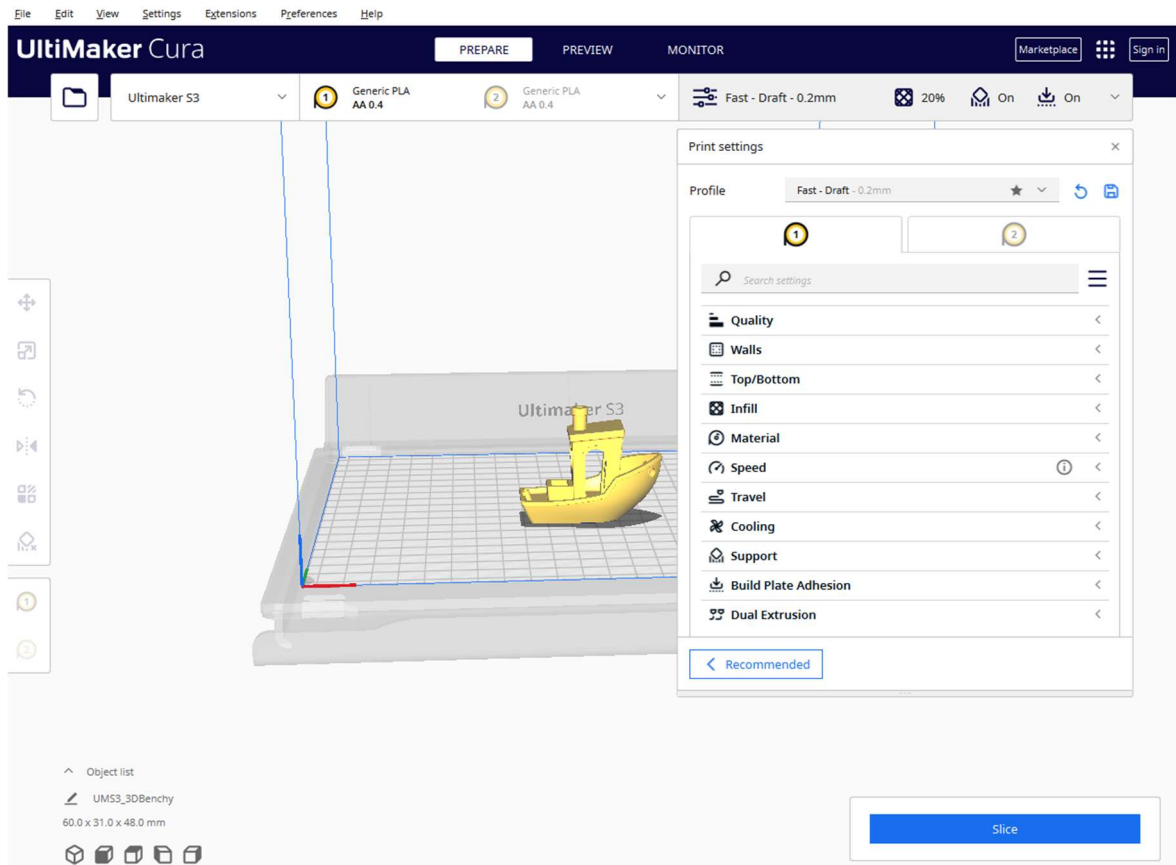 File Edit View Settings Extensions Preferences Help
UltiMaker Cura
PREPARE PREVIEW MONITOR
Marketplace Sign in
Ultimaker S3
1 Generic PLA
AA 0.4
2 Generic PLA
AA 0.4
Fast - Draft - 0.2mm 20% On On
Print settings
Profile Fast - Draft - 0.2mm
1 2
Search settings
Quality
Walls
Top/Bottom
Infill
Material
Speed
Travel
Cooling
Support
Build Plate Adhesion
Dual Extrusion
Recommended
Ultimaker S3
1
2
Object list
UMS3_3DBenchy
60.0 x 31.0 x 48.0 mm
Slice